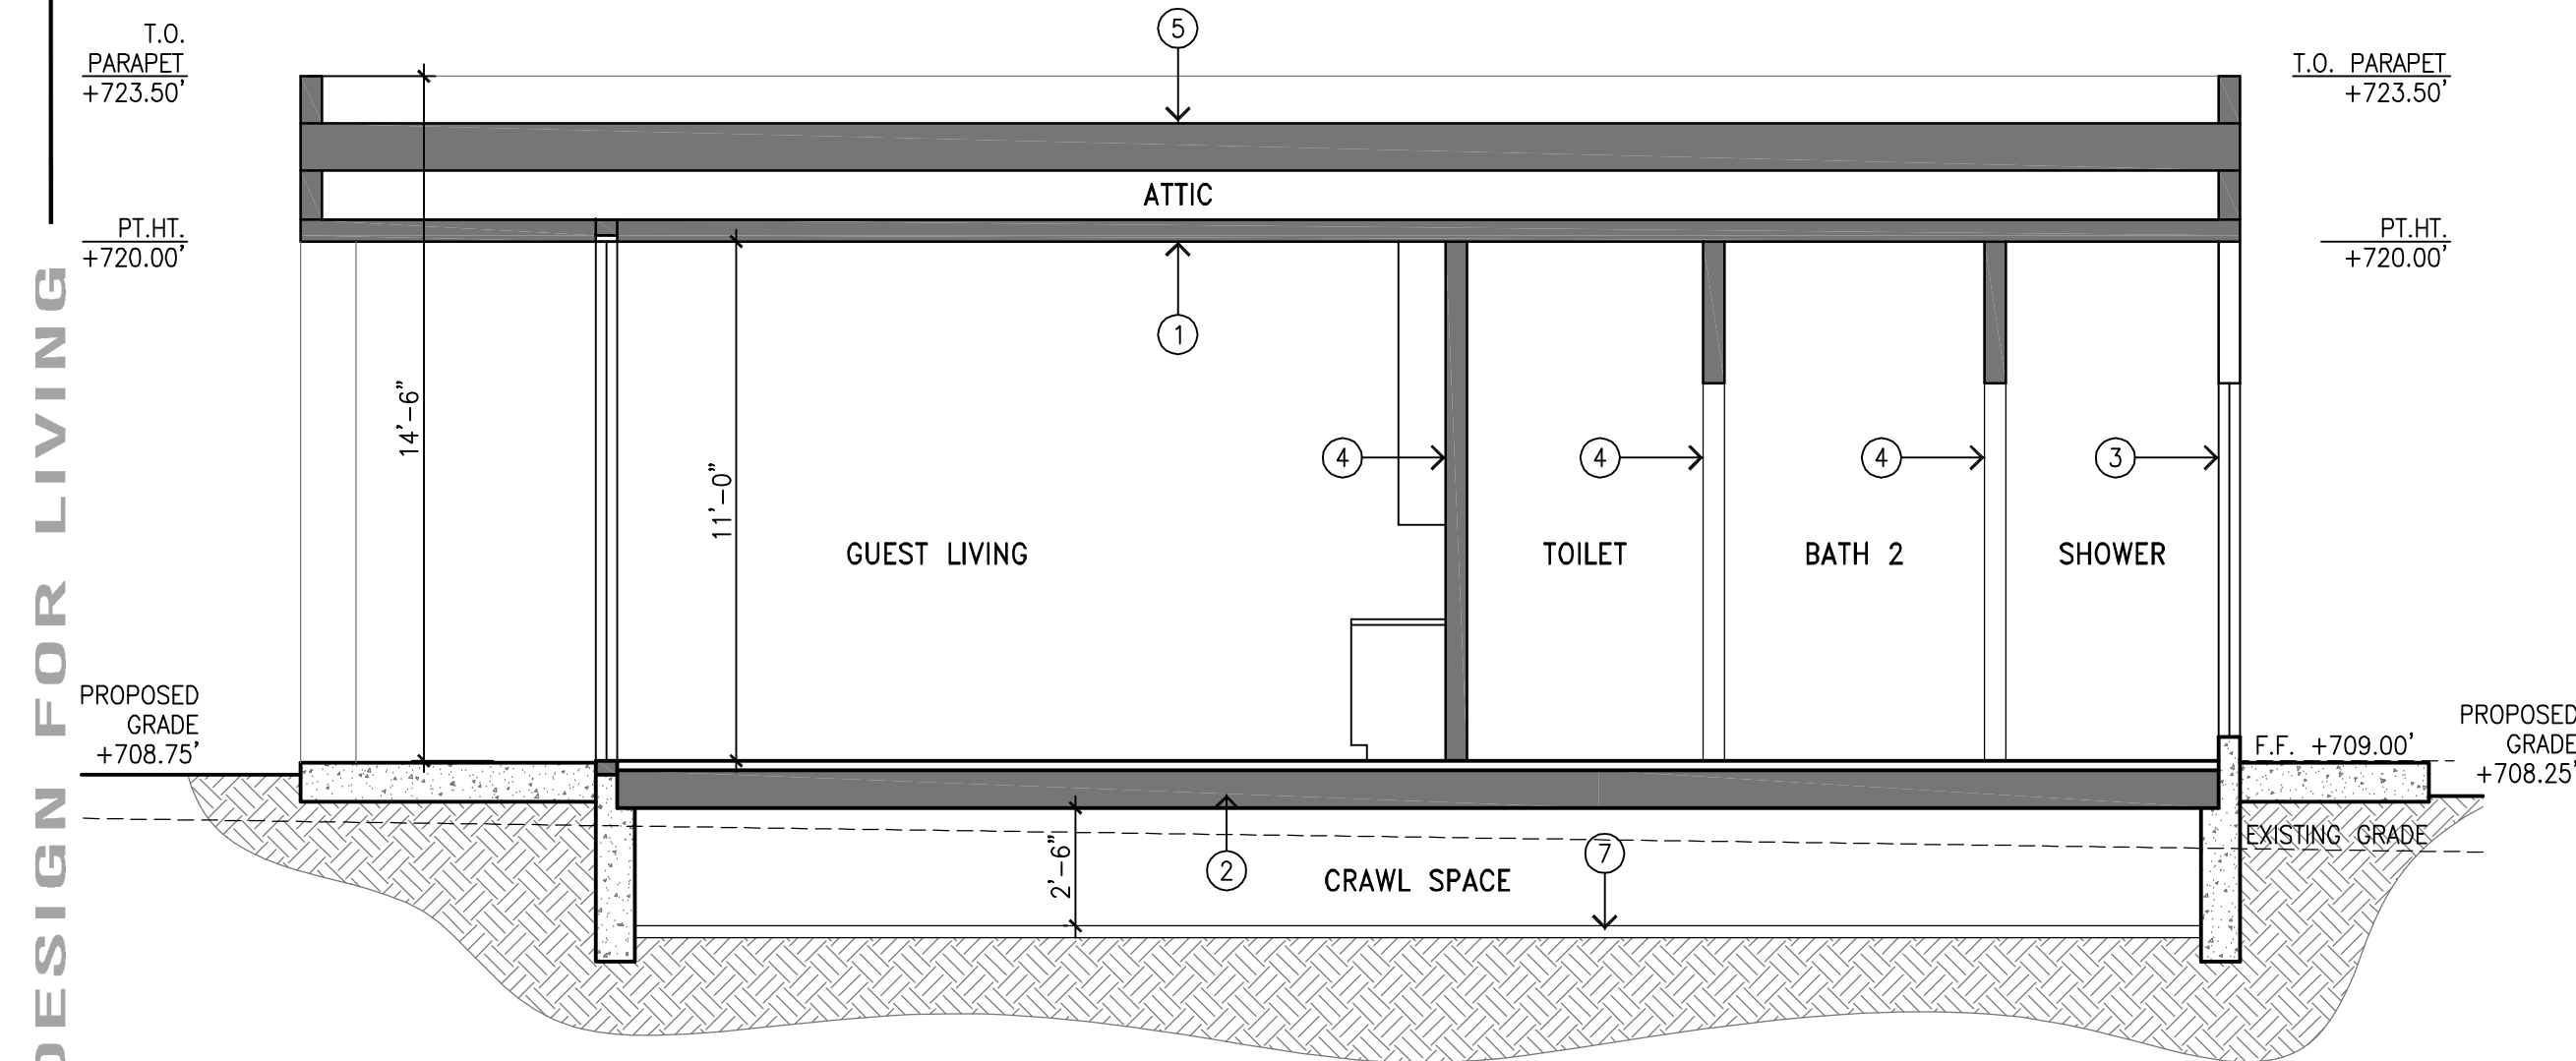 5
T.O.
PARAPET
+723.50'
T.O. PARAPET
+723.50'
ATTIC
PT.HT.
+720.00'
PT.HT.
+720.00'
1
14'-6"
11'-0"
4
4
4
3
GUEST LIVING
TOILET
BATH 2
SHOWER
PROPOSED
GRADE
+708.75'
F.F. +709.00'
PROPOSED
GRADE
+708.25'
EXISTING GRADE
2'-6"
2
7
CRAWL SPACE
DESIGN FOR LIVING